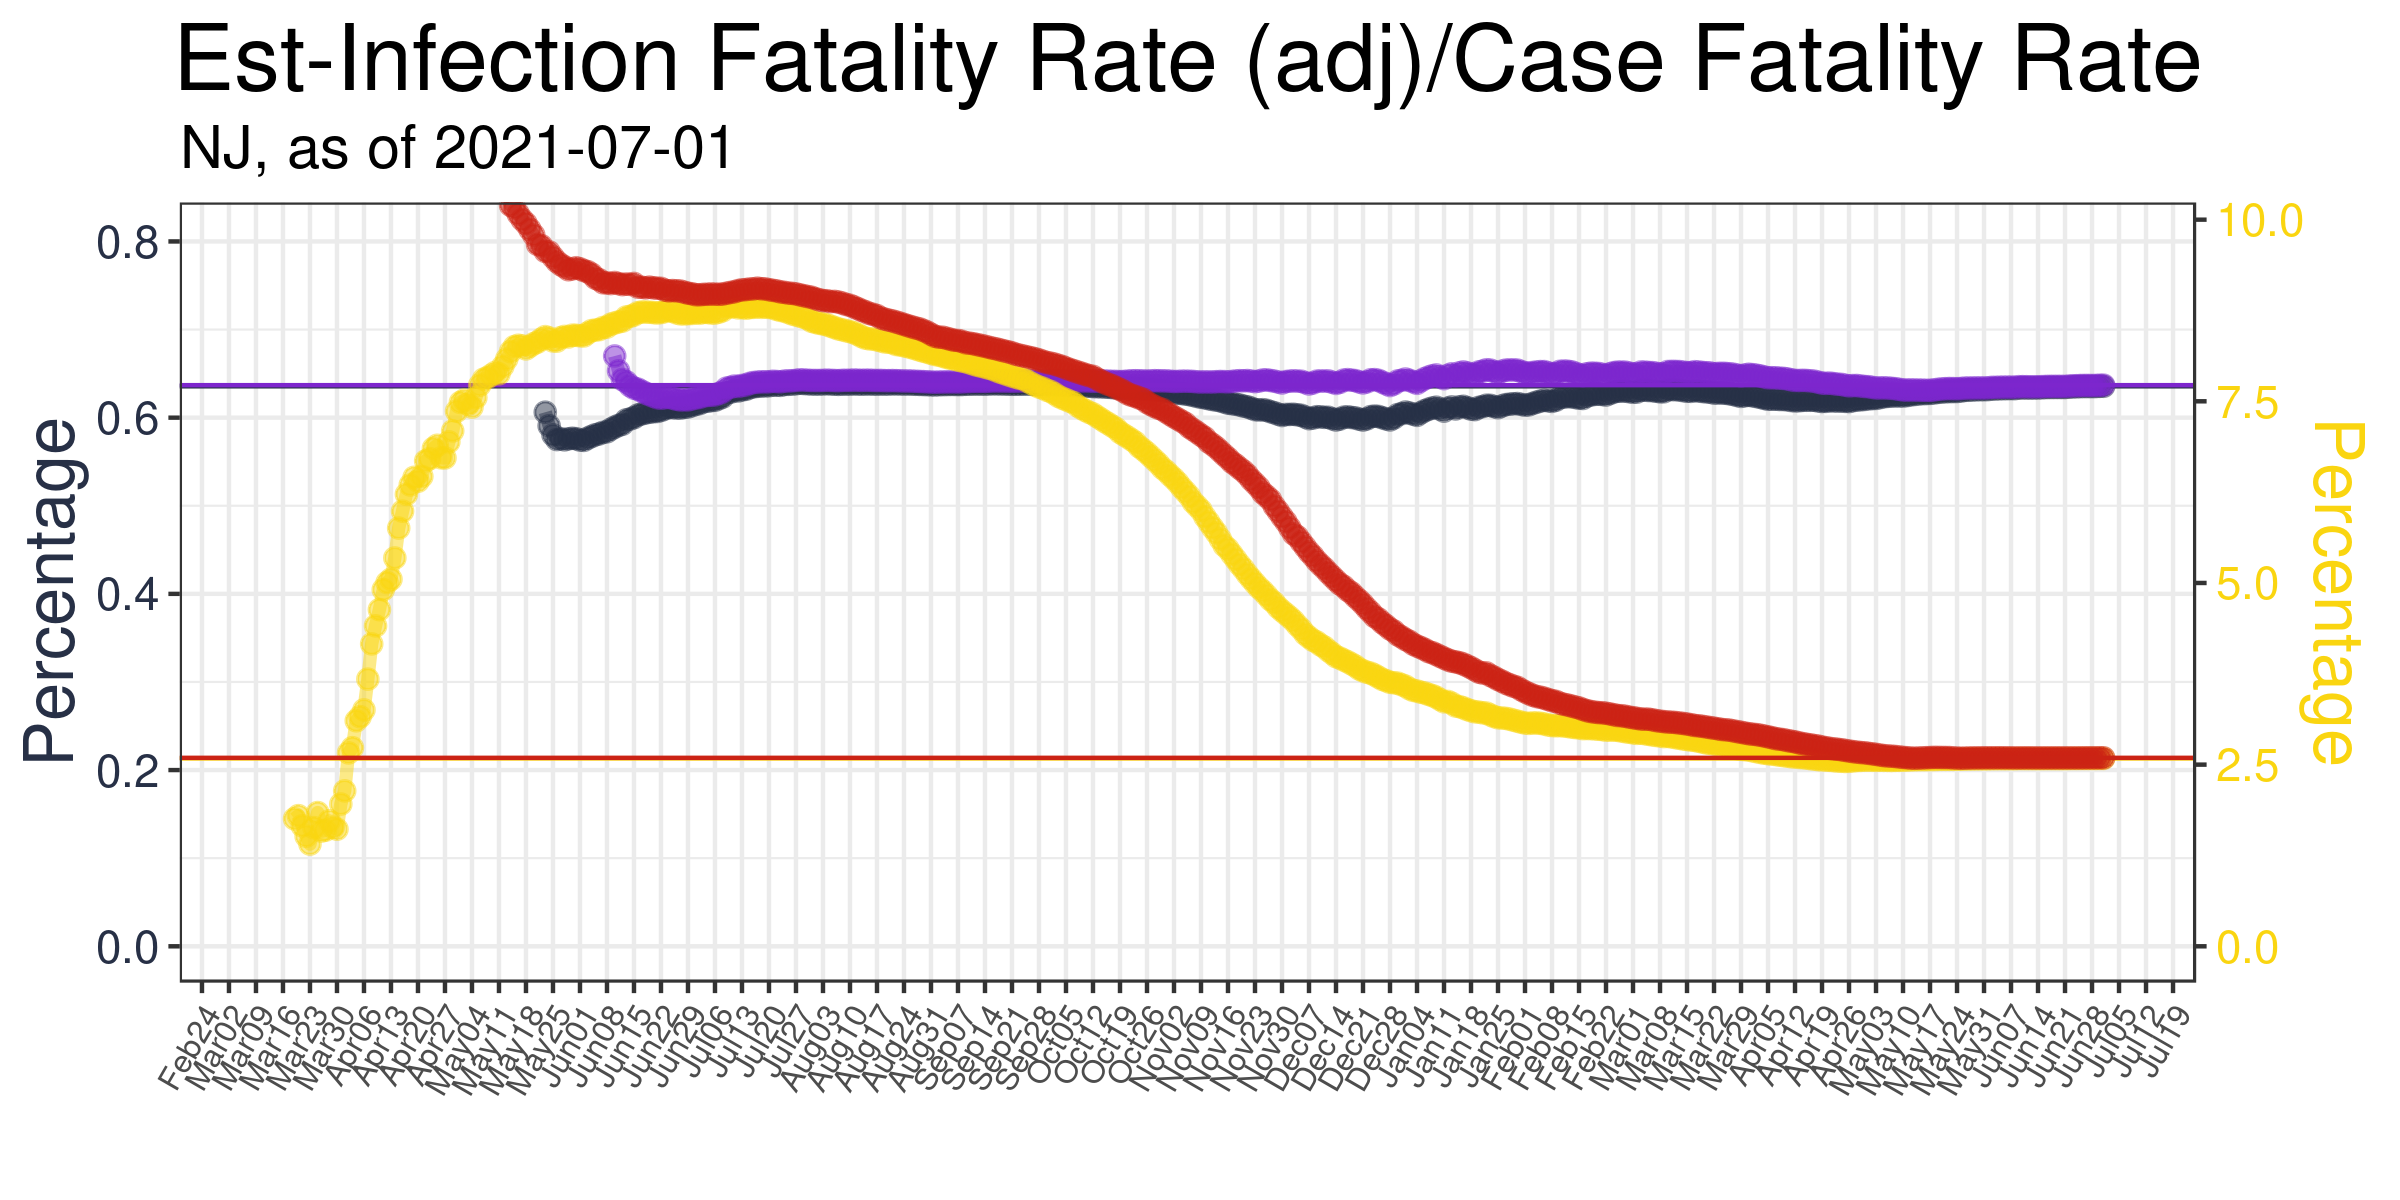 Est-Infection Fatality Rate (adj)/Case Fatality Rate
NJ, as of 2021-07-01
Percentage
0.8
0.6
0.4
0.2
0.0
10.0
7.5
5.0
2.5
0.0
Percentage
Feb24
Mar02
Mar09
Mar16
Mar23
Mar30
Apr06
Apr13
Apr20
Apr27
May04
May11
May18
May25
Jun01
Jun08
Jun15
Jun22
Jun29
Jul06
Jul13
Jul20
Jul27
Aug03
Aug10
Aug17
Aug24
Aug31
Sep07
Sep14
Sep21
Sep28
Oct05
Oct12
Oct19
Oct26
Nov02
Nov09
Nov16
Nov23
Nov30
Dec07
Dec14
Dec21
Dec28
Jan04
Jan11
Jan18
Jan25
Feb01
Feb08
Feb15
Feb22
Mar01
Mar08
Mar15
Mar22
Mar29
Apr05
Apr12
Apr19
Apr26
May03
May10
May17
May24
May31
Jun07
Jun14
Jun21
Jun28
Jul05
Jul12
Jul19